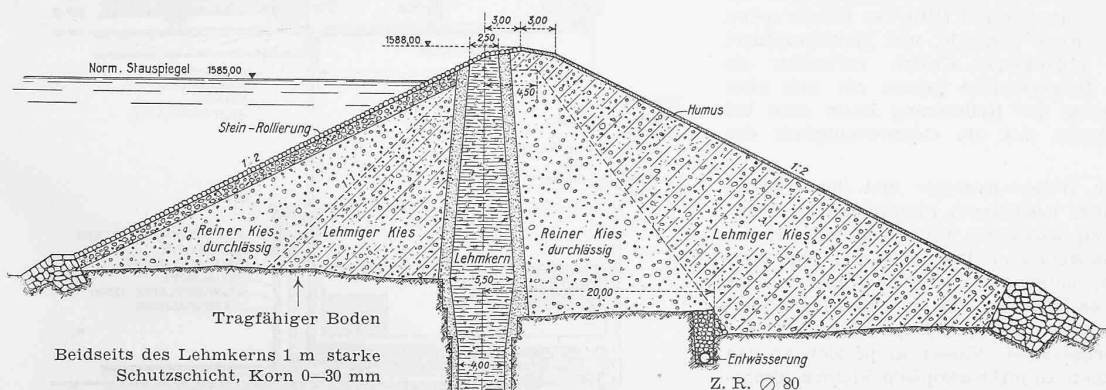 3,00 3,00
2,50
1588,00
Norm. Stauspiegel 1585,00
4,50
Humus
Stein-Rollierung
1:2
1:2
1:1
Reiner Kies
durchlässig
Lehmiger Kies
Lehmkern
Reiner Kies
durchlässig
Lehmiger Kies
5,50
20,00
Tragfähiger Boden
Beidseits des Lehmkerns 1 m starke
Schutzschicht, Korn 0—30 mm
4,00
Entwässerung
Z. R. ∅ 80